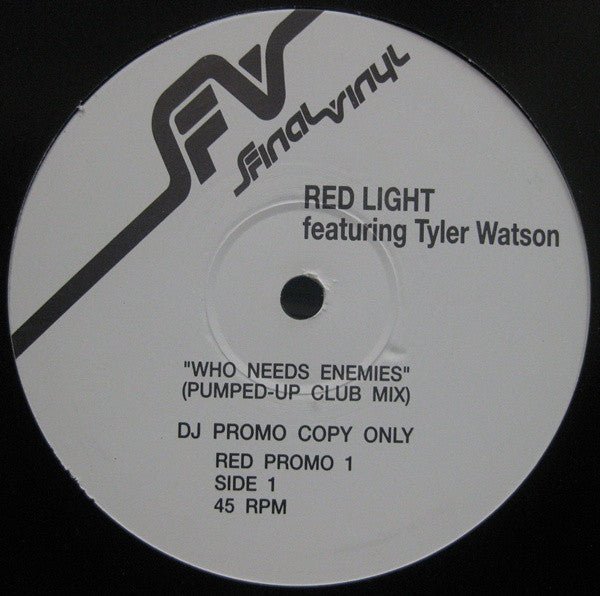 FV
finalvinyl
RED LIGHT
featuring Tyler Watson
"WHO NEEDS ENEMIES"
(PUMPED-UP CLUB MIX)
DJ PROMO COPY ONLY
RED PROMO 1
SIDE 1
45 RPM